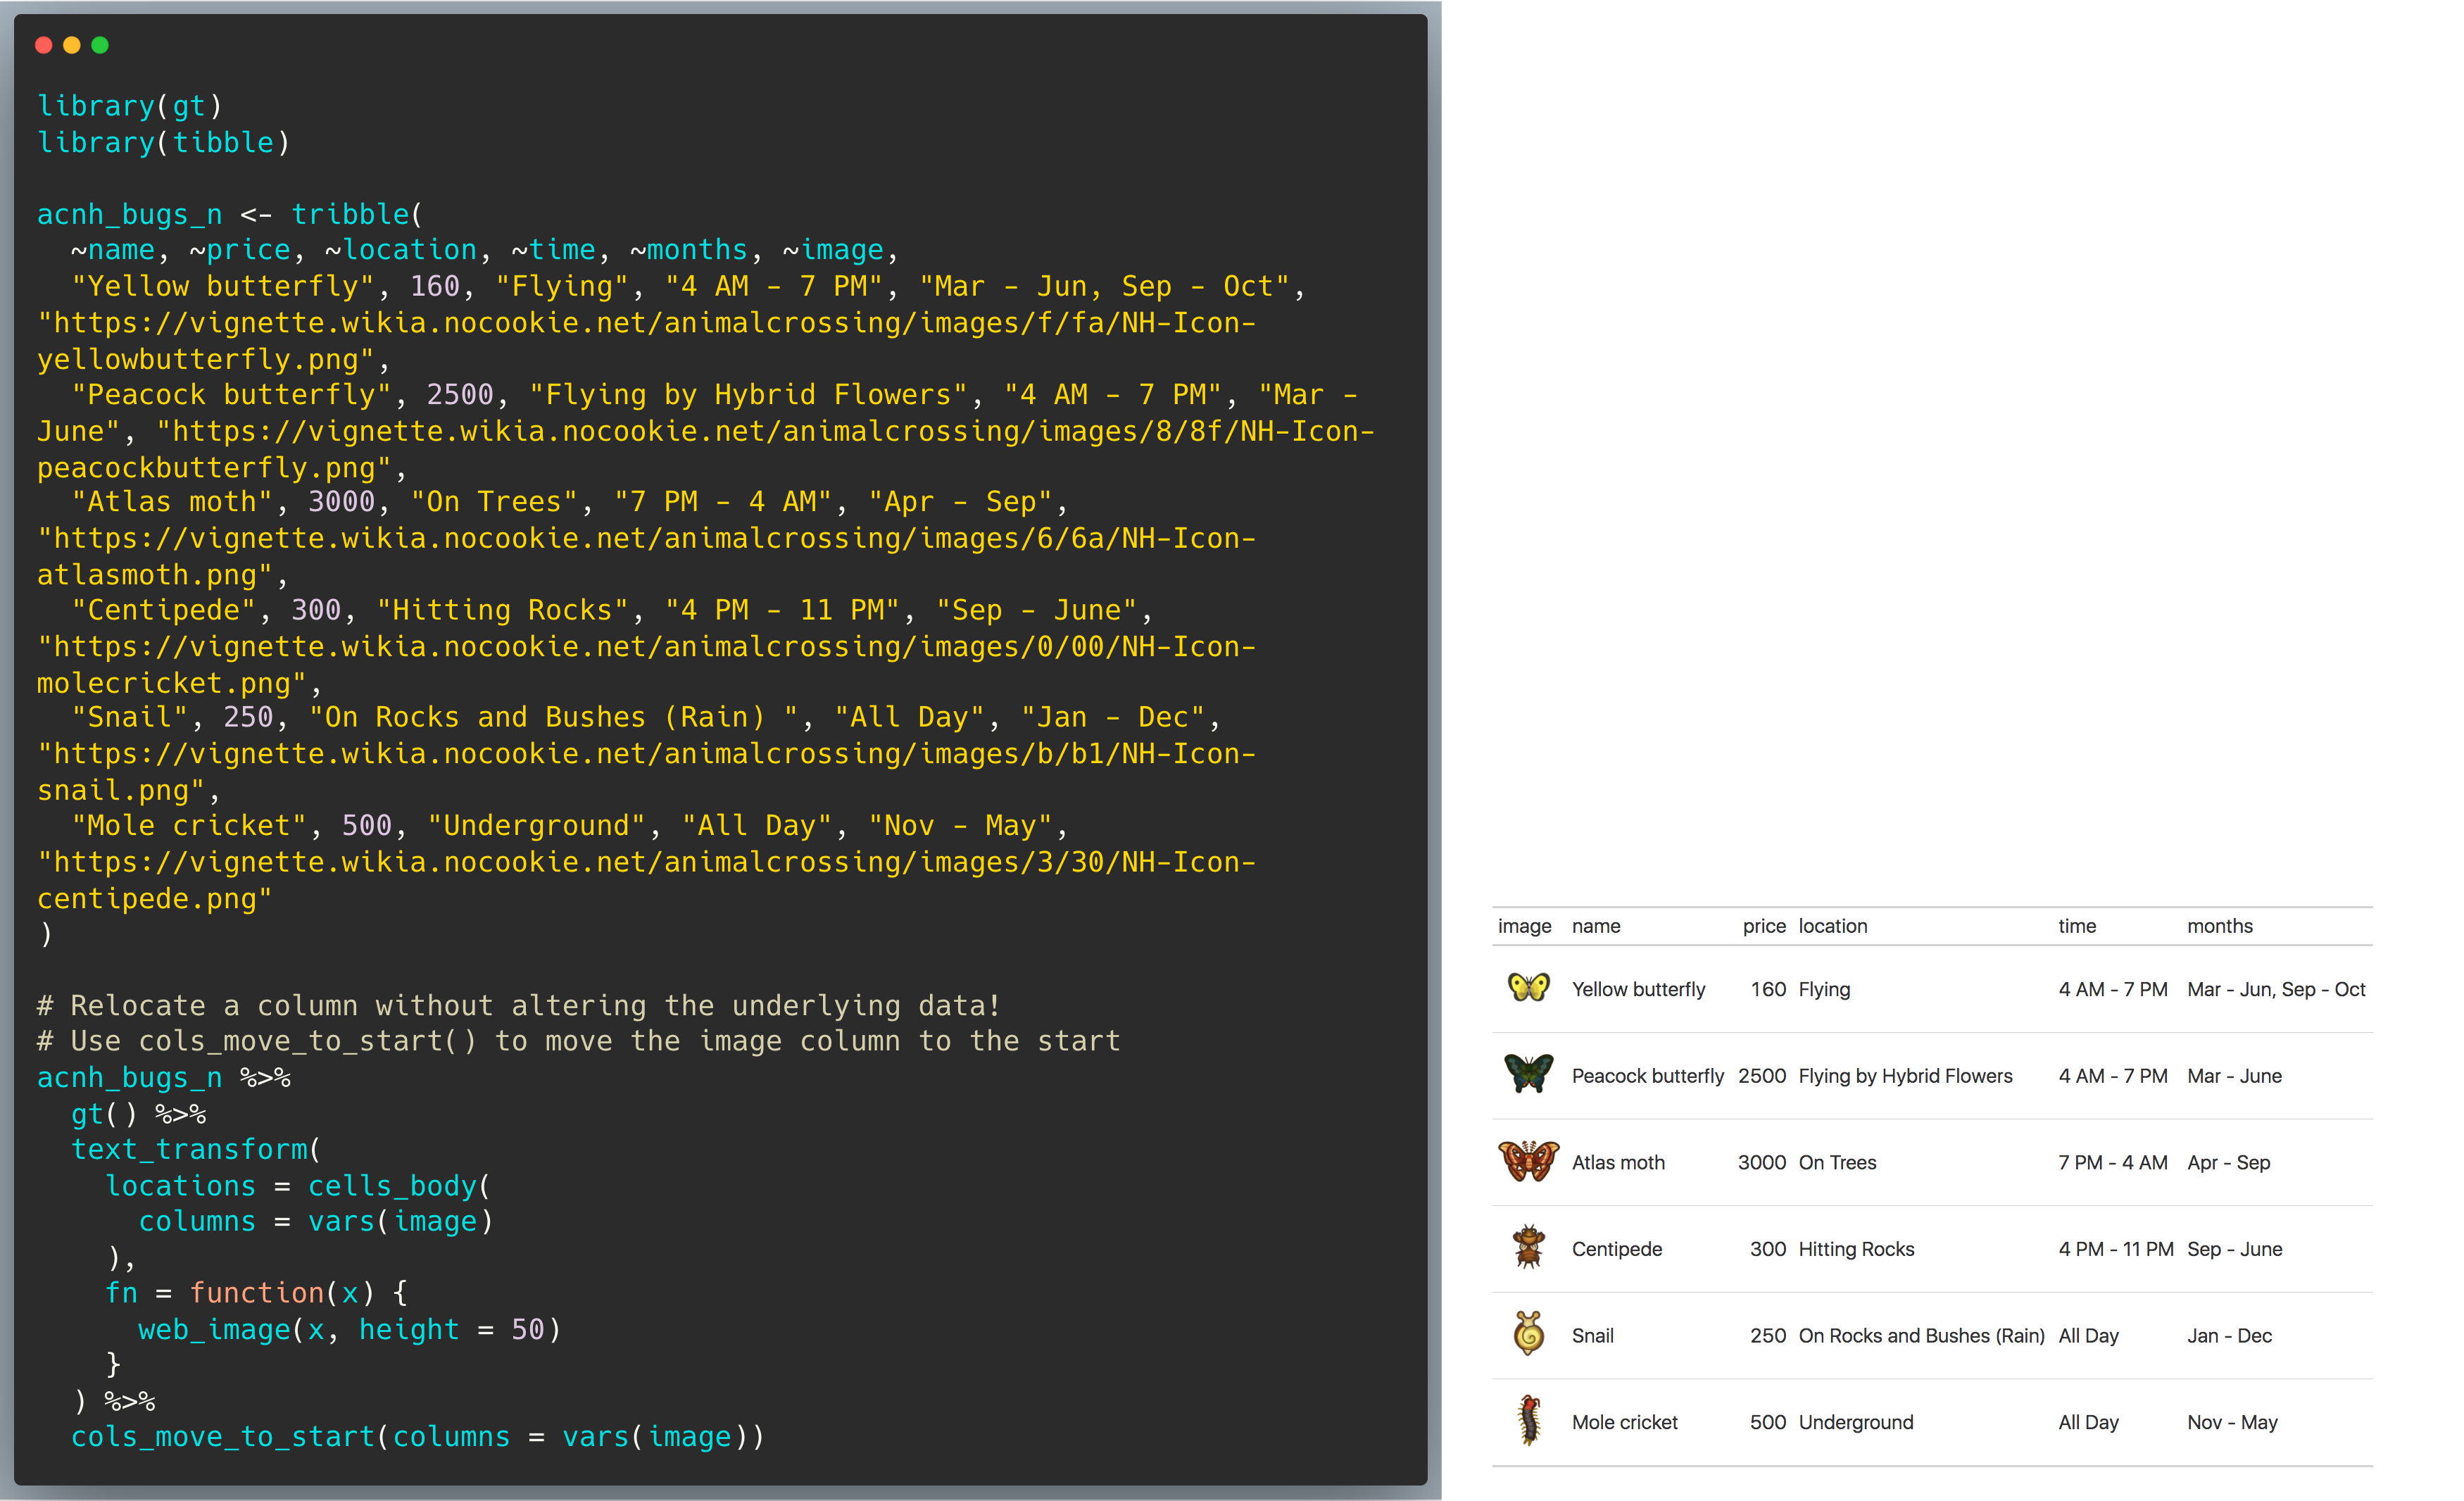 library(gt)
library(tibble)
acnh_bugs_n <- tribble(
  ~name, ~price, ~location, ~time, ~months, ~image,
  "Yellow butterfly", 160, "Flying", "4 AM - 7 PM", "Mar - Jun, Sep - Oct",
"https://vignette.wikia.nocookie.net/animalcrossing/images/f/fa/NH-Icon-
yellowbutterfly.png",
  "Peacock butterfly", 2500, "Flying by Hybrid Flowers", "4 AM - 7 PM", "Mar -
June", "https://vignette.wikia.nocookie.net/animalcrossing/images/8/8f/NH-Icon-
peacockbutterfly.png",
  "Atlas moth", 3000, "On Trees", "7 PM - 4 AM", "Apr - Sep",
"https://vignette.wikia.nocookie.net/animalcrossing/images/6/6a/NH-Icon-
atlasmoth.png",
  "Centipede", 300, "Hitting Rocks", "4 PM - 11 PM", "Sep - June",
"https://vignette.wikia.nocookie.net/animalcrossing/images/0/00/NH-Icon-
molecricket.png",
  "Snail", 250, "On Rocks and Bushes (Rain) ", "All Day", "Jan - Dec",
"https://vignette.wikia.nocookie.net/animalcrossing/images/b/b1/NH-Icon-
snail.png",
  "Mole cricket", 500, "Underground", "All Day", "Nov - May",
"https://vignette.wikia.nocookie.net/animalcrossing/images/3/30/NH-Icon-
centipede.png"
)
# Relocate a column without altering the underlying data!
# Use cols_move_to_start() to move the image column to the start
acnh_bugs_n %>%
  gt() %>%
  text_transform(
    locations = cells_body(
      columns = vars(image)
    ),
    fn = function(x) {
      web_image(x, height = 50)
    }
  ) %>%
  cols_move_to_start(columns = vars(image))
image name price location time months
Yellow butterfly 160 Flying 4 AM - 7 PM Mar - Jun, Sep - Oct
Peacock butterfly 2500 Flying by Hybrid Flowers 4 AM - 7 PM Mar - June
Atlas moth 3000 On Trees 7 PM - 4 AM Apr - Sep
Centipede 300 Hitting Rocks 4 PM - 11 PM Sep - June
Snail 250 On Rocks and Bushes (Rain) All Day Jan - Dec
Mole cricket 500 Underground All Day Nov - May